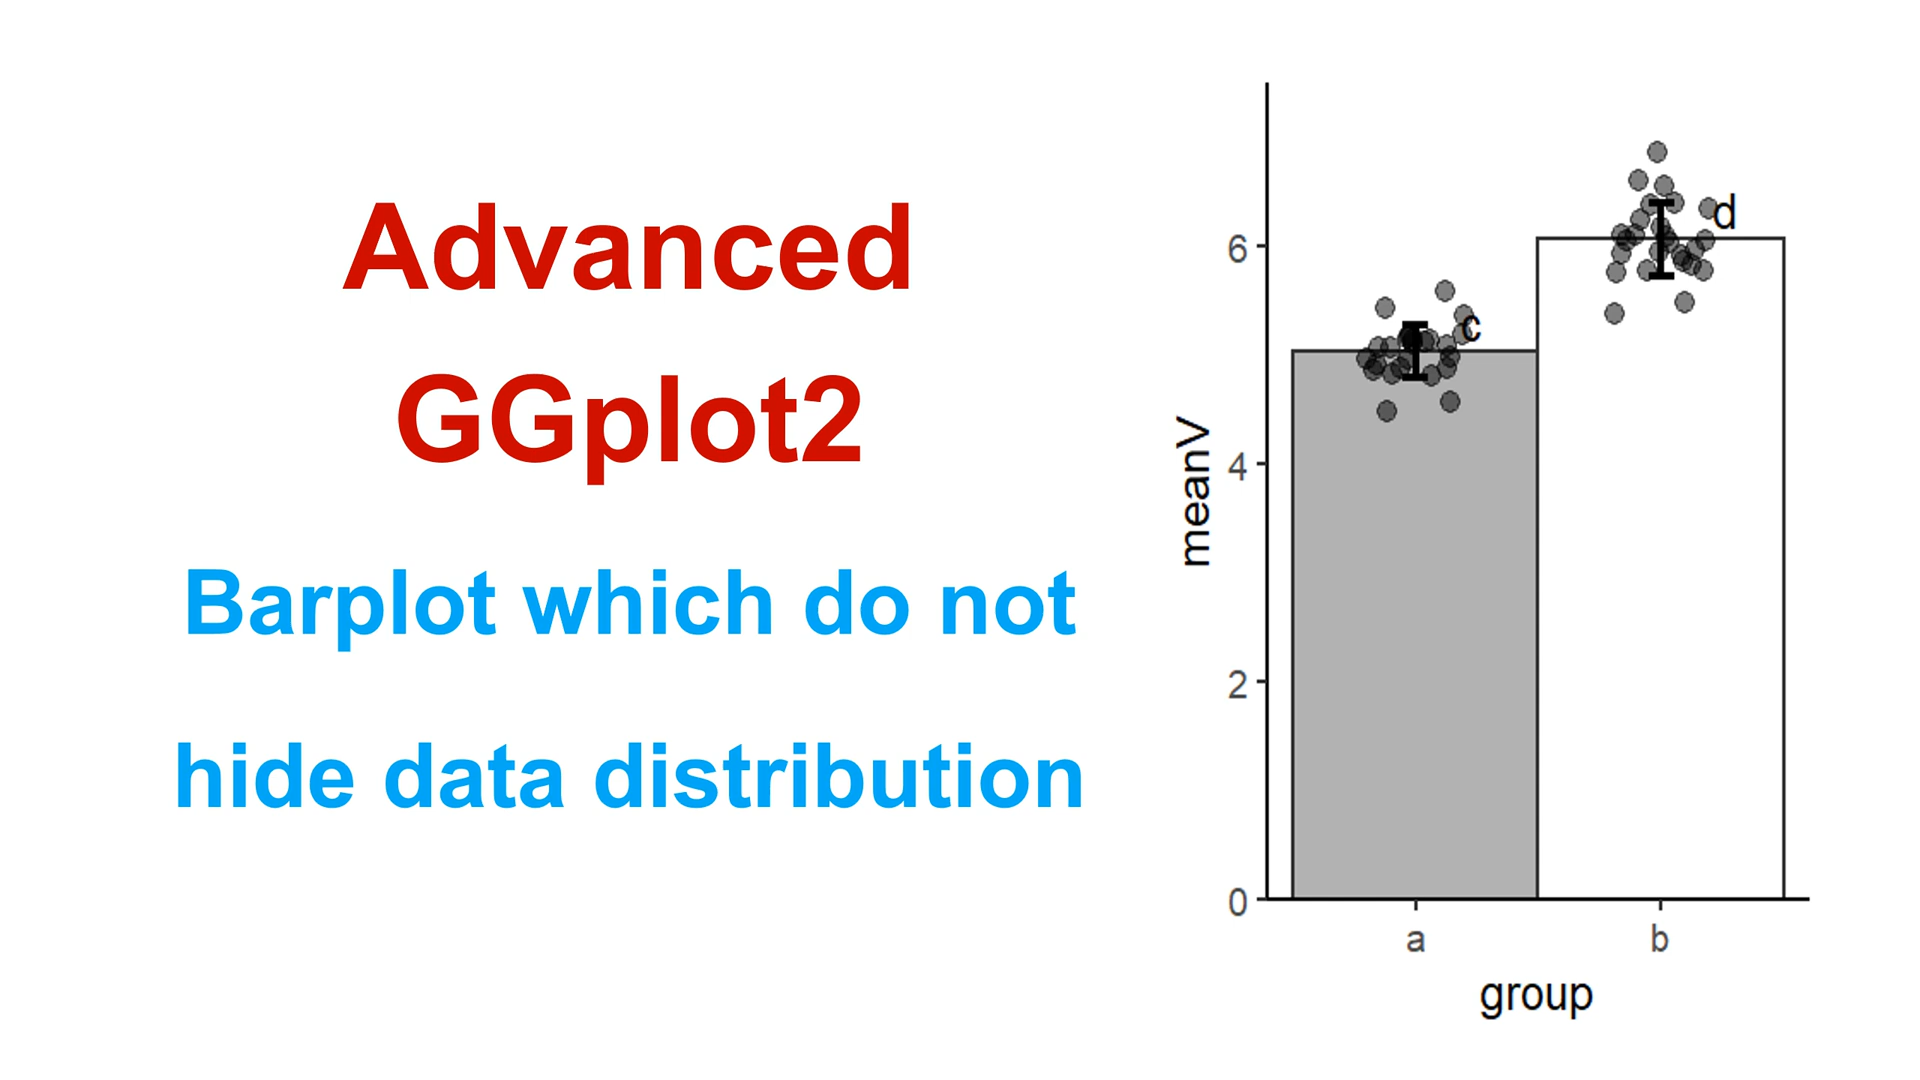 Advanced
GGplot2
Barplot which do not
hide data distribution
meanV
6
4
2
0
c
d
a
b
group